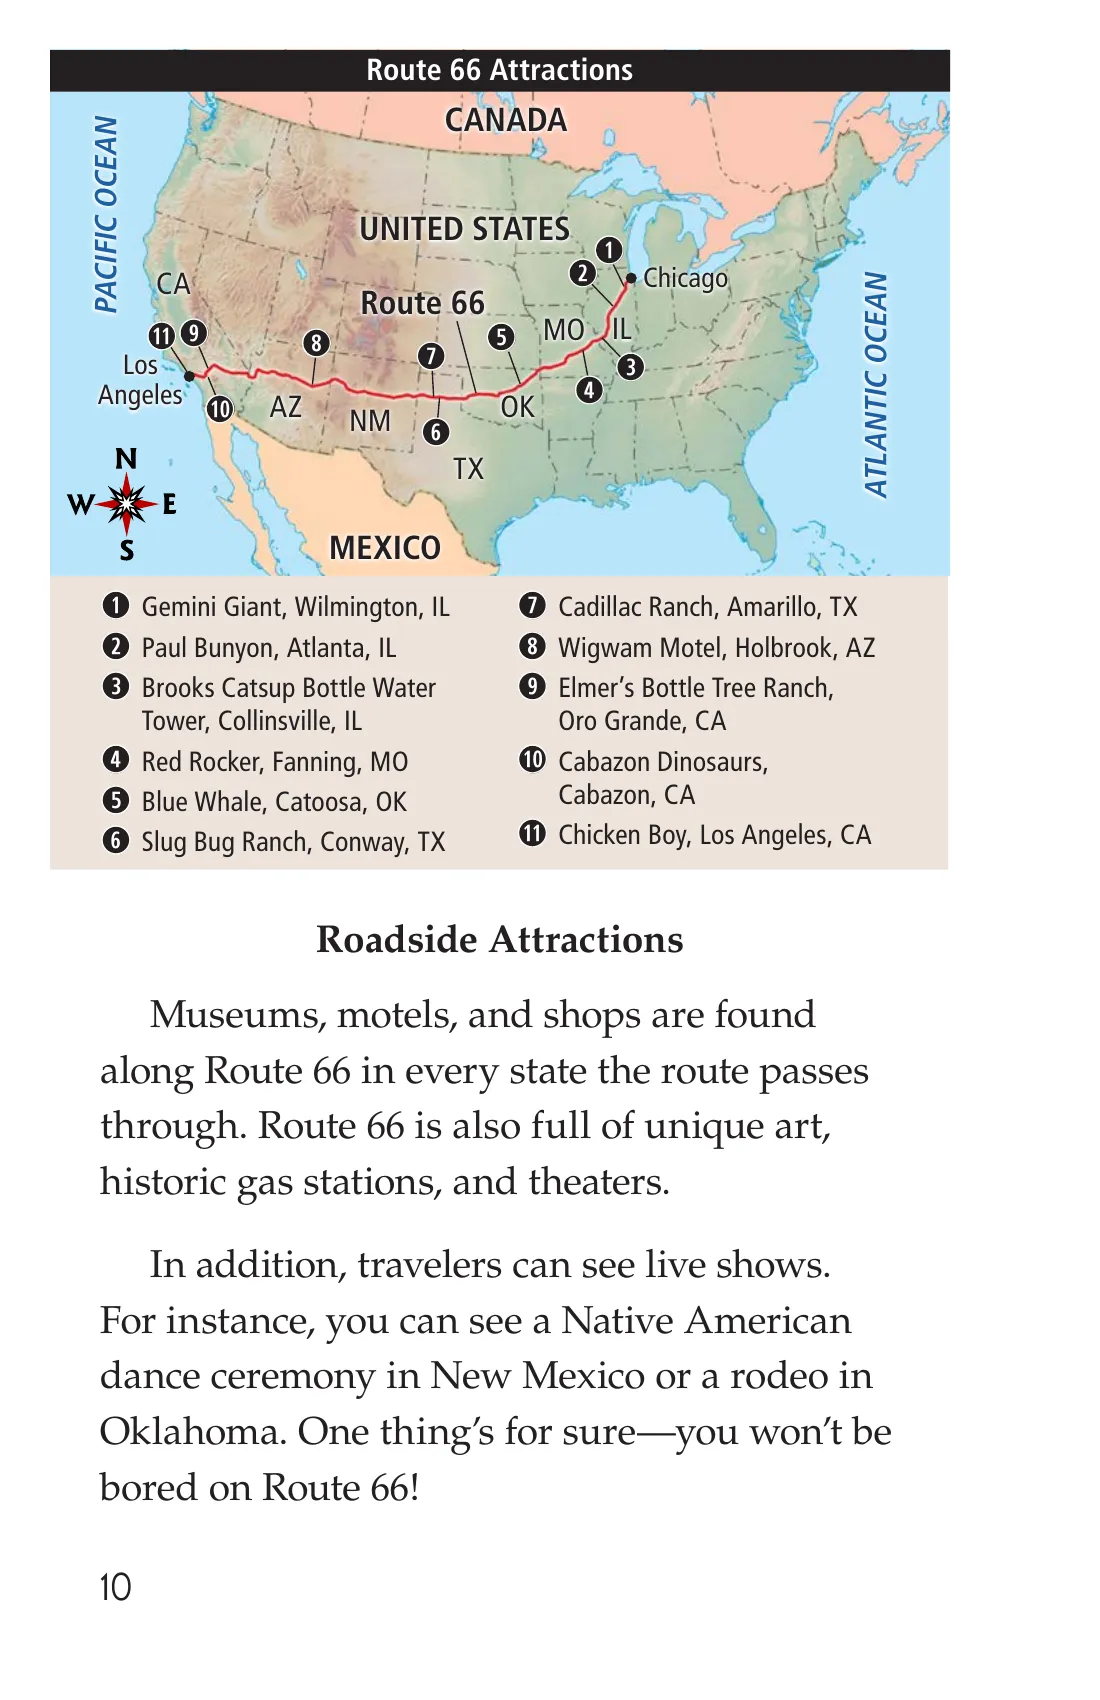 Route 66 Attractions
CANADA
PACIFIC OCEAN
UNITED STATES
1
2
Chicago
CA
Route 66
ATLANTIC OCEAN
11
9
8
7
5
MO
IL
Los
Angeles
3
4
10
AZ
NM
6
OK
TX
N
W
E
S
MEXICO
1 Gemini Giant, Wilmington, IL
2 Paul Bunyon, Atlanta, IL
3 Brooks Catsup Bottle Water
Tower, Collinsville, IL
4 Red Rocker, Fanning, MO
5 Blue Whale, Catoosa, OK
6 Slug Bug Ranch, Conway, TX
7 Cadillac Ranch, Amarillo, TX
8 Wigwam Motel, Holbrook, AZ
9 Elmer's Bottle Tree Ranch,
Oro Grande, CA
10 Cabazon Dinosaurs,
Cabazon, CA
11 Chicken Boy, Los Angeles, CA
Roadside Attractions
Museums, motels, and shops are found
along Route 66 in every state the route passes
through. Route 66 is also full of unique art,
historic gas stations, and theaters.
In addition, travelers can see live shows.
For instance, you can see a Native American
dance ceremony in New Mexico or a rodeo in
Oklahoma. One thing's for sure—you won't be
bored on Route 66!
10